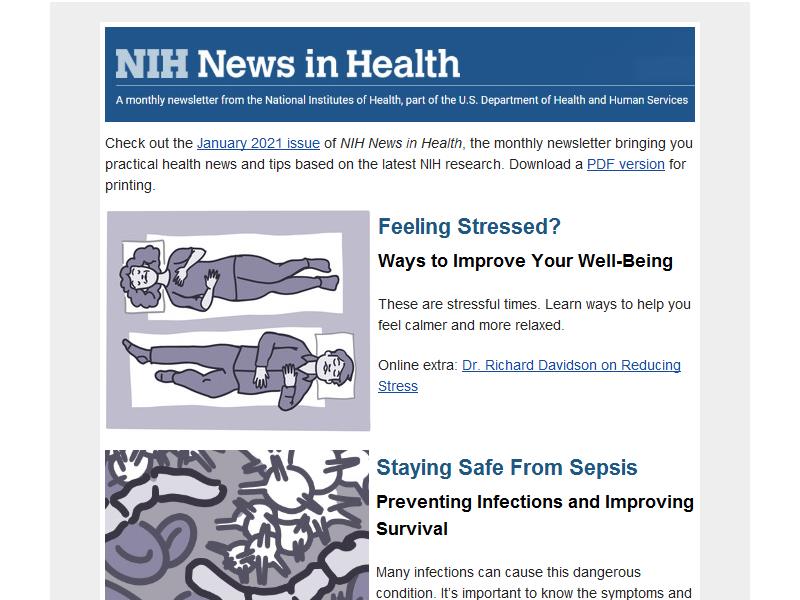 NIH News in Health
A monthly newsletter from the National Institutes of Health, part of the U.S. Department of Health and Human Services
Check out the January 2021 issue of NIH News in Health, the monthly newsletter bringing you
practical health news and tips based on the latest NIH research. Download a PDF version for
printing.
Feeling Stressed?
Ways to Improve Your Well-Being
These are stressful times. Learn ways to help you
feel calmer and more relaxed.
Online extra: Dr. Richard Davidson on Reducing
Stress
Staying Safe From Sepsis
Preventing Infections and Improving
Survival
Many infections can cause this dangerous
condition. It’s important to know the symptoms and